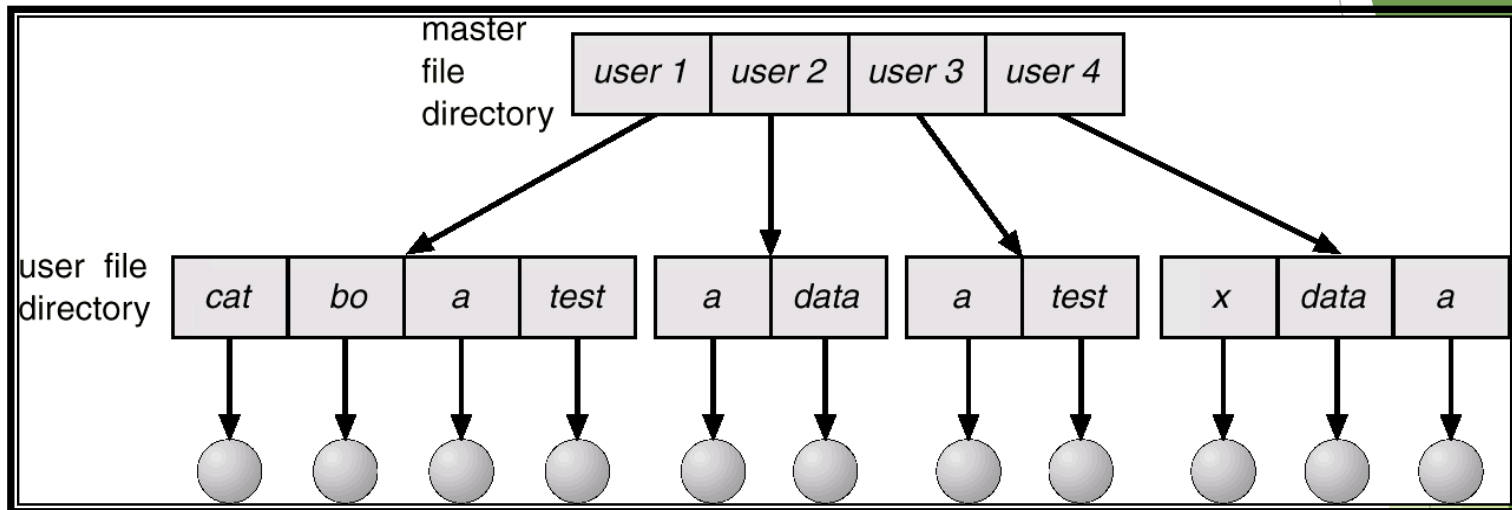 master
file
directory
user 1 user 2 user 3 user 4
user file
directory
cat bo a test a data a test x data a